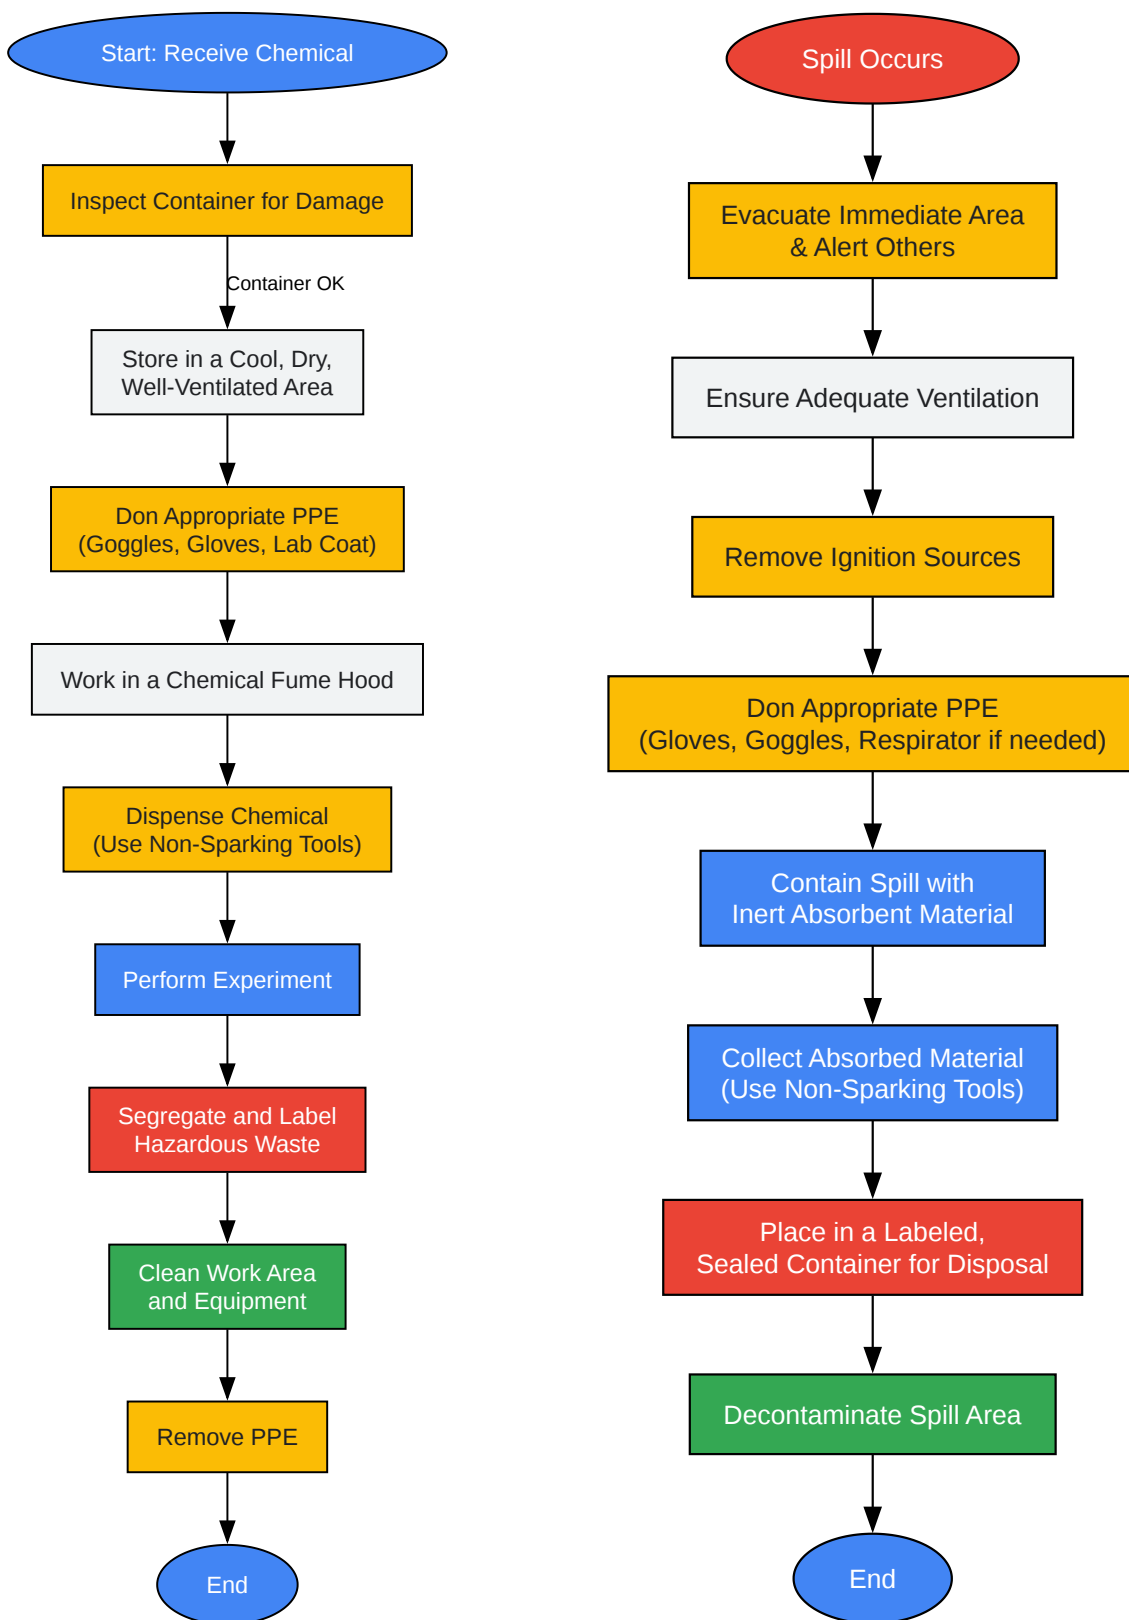 Start: Receive Chemical
Inspect Container for Damage
Container OK
Store in a Cool, Dry,
Well-Ventilated Area
Don Appropriate PPE
(Goggles, Gloves, Lab Coat)
Work in a Chemical Fume Hood
Dispense Chemical
(Use Non-Sparking Tools)
Perform Experiment
Segregate and Label
Hazardous Waste
Clean Work Area
and Equipment
Remove PPE
End
Spill Occurs
Evacuate Immediate Area
& Alert Others
Ensure Adequate Ventilation
Remove Ignition Sources
Don Appropriate PPE
(Gloves, Goggles, Respirator if needed)
Contain Spill with
Inert Absorbent Material
Collect Absorbed Material
(Use Non-Sparking Tools)
Place in a Labeled,
Sealed Container for Disposal
Decontaminate Spill Area
End